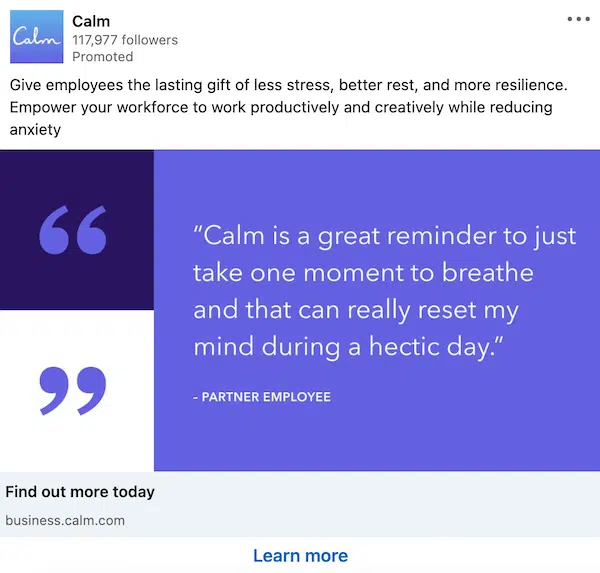 Calm
Calm
117,977 followers
Promoted
Give employees the lasting gift of less stress, better rest, and more resilience.
Empower your workforce to work productively and creatively while reducing
anxiety
“
”
“Calm is a great reminder to just
take one moment to breathe
and that can really reset my
mind during a hectic day.”
- PARTNER EMPLOYEE
Find out more today
business.calm.com
Learn more